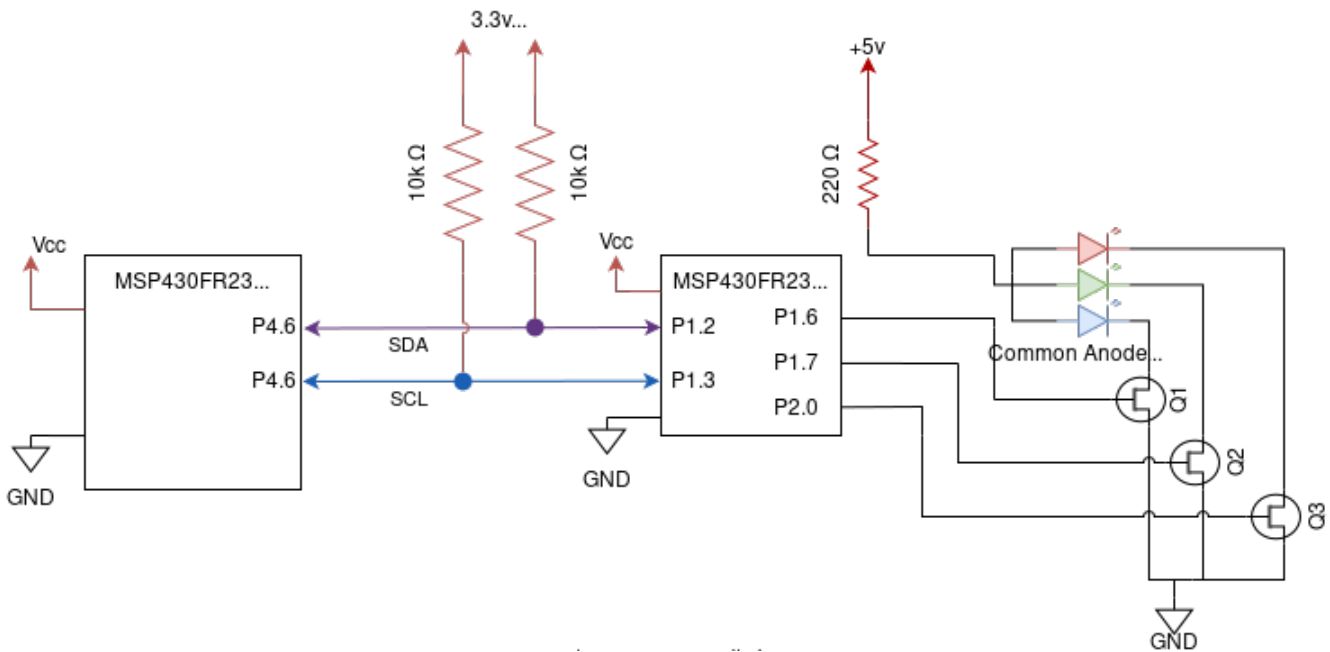 3.3v...
+5v
10k Ω
10k Ω
220 Ω
Vcc
Vcc
MSP430FR23...
MSP430FR23...
P4.6
SDA
P1.2
P1.6
P4.6
SCL
P1.3
P1.7
P2.0
Common Anode...
Q1
Q2
Q3
GND
GND
GND